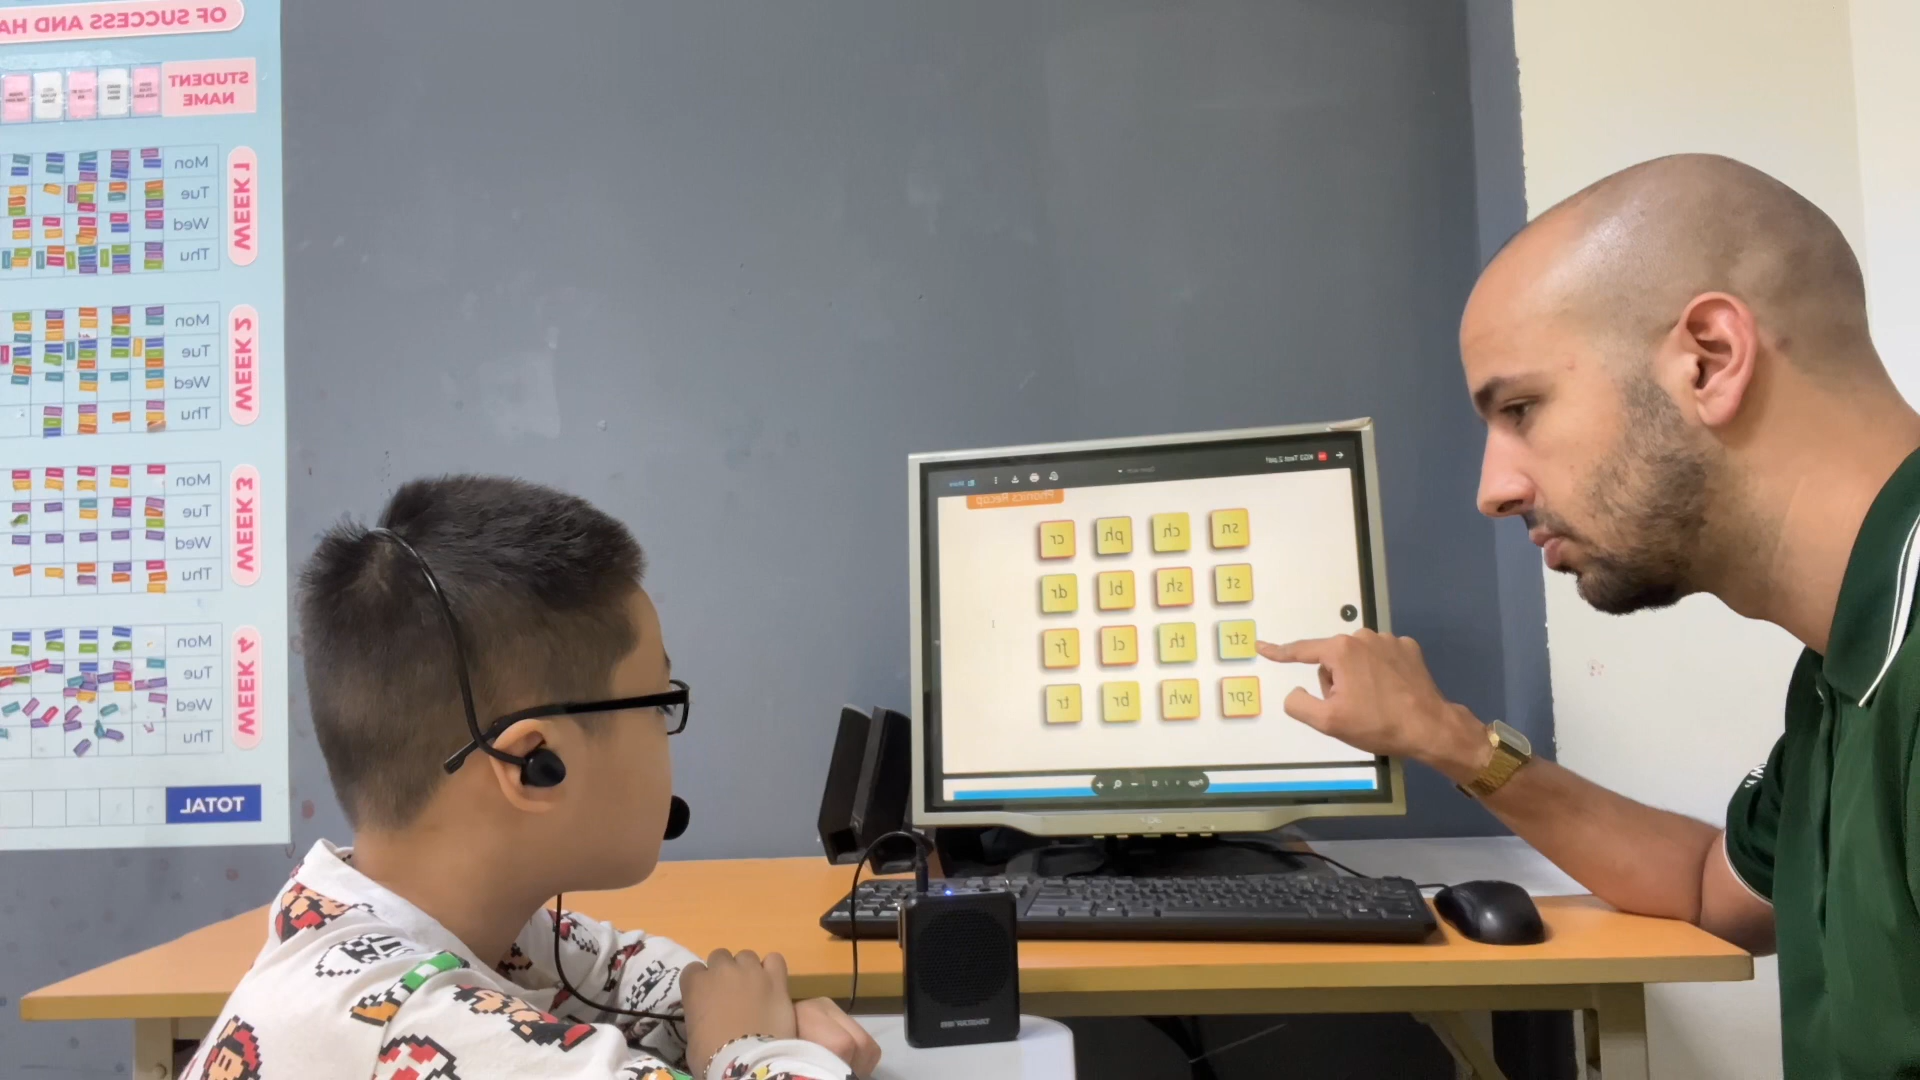 OF SUCCESS AND HA
STUDENT
NAME
WEEK 1
Mon
Tue
Wed
Thu
WEEK 2
Mon
Tue
Wed
Thu
WEEK 3
Mon
Tue
Wed
Thu
WEEK 4
Mon
Tue
Wed
Thu
TOTAL
Phonics Recap
sn ch ph cr
st sh bl dr
str th cl fr
spr wh br tr